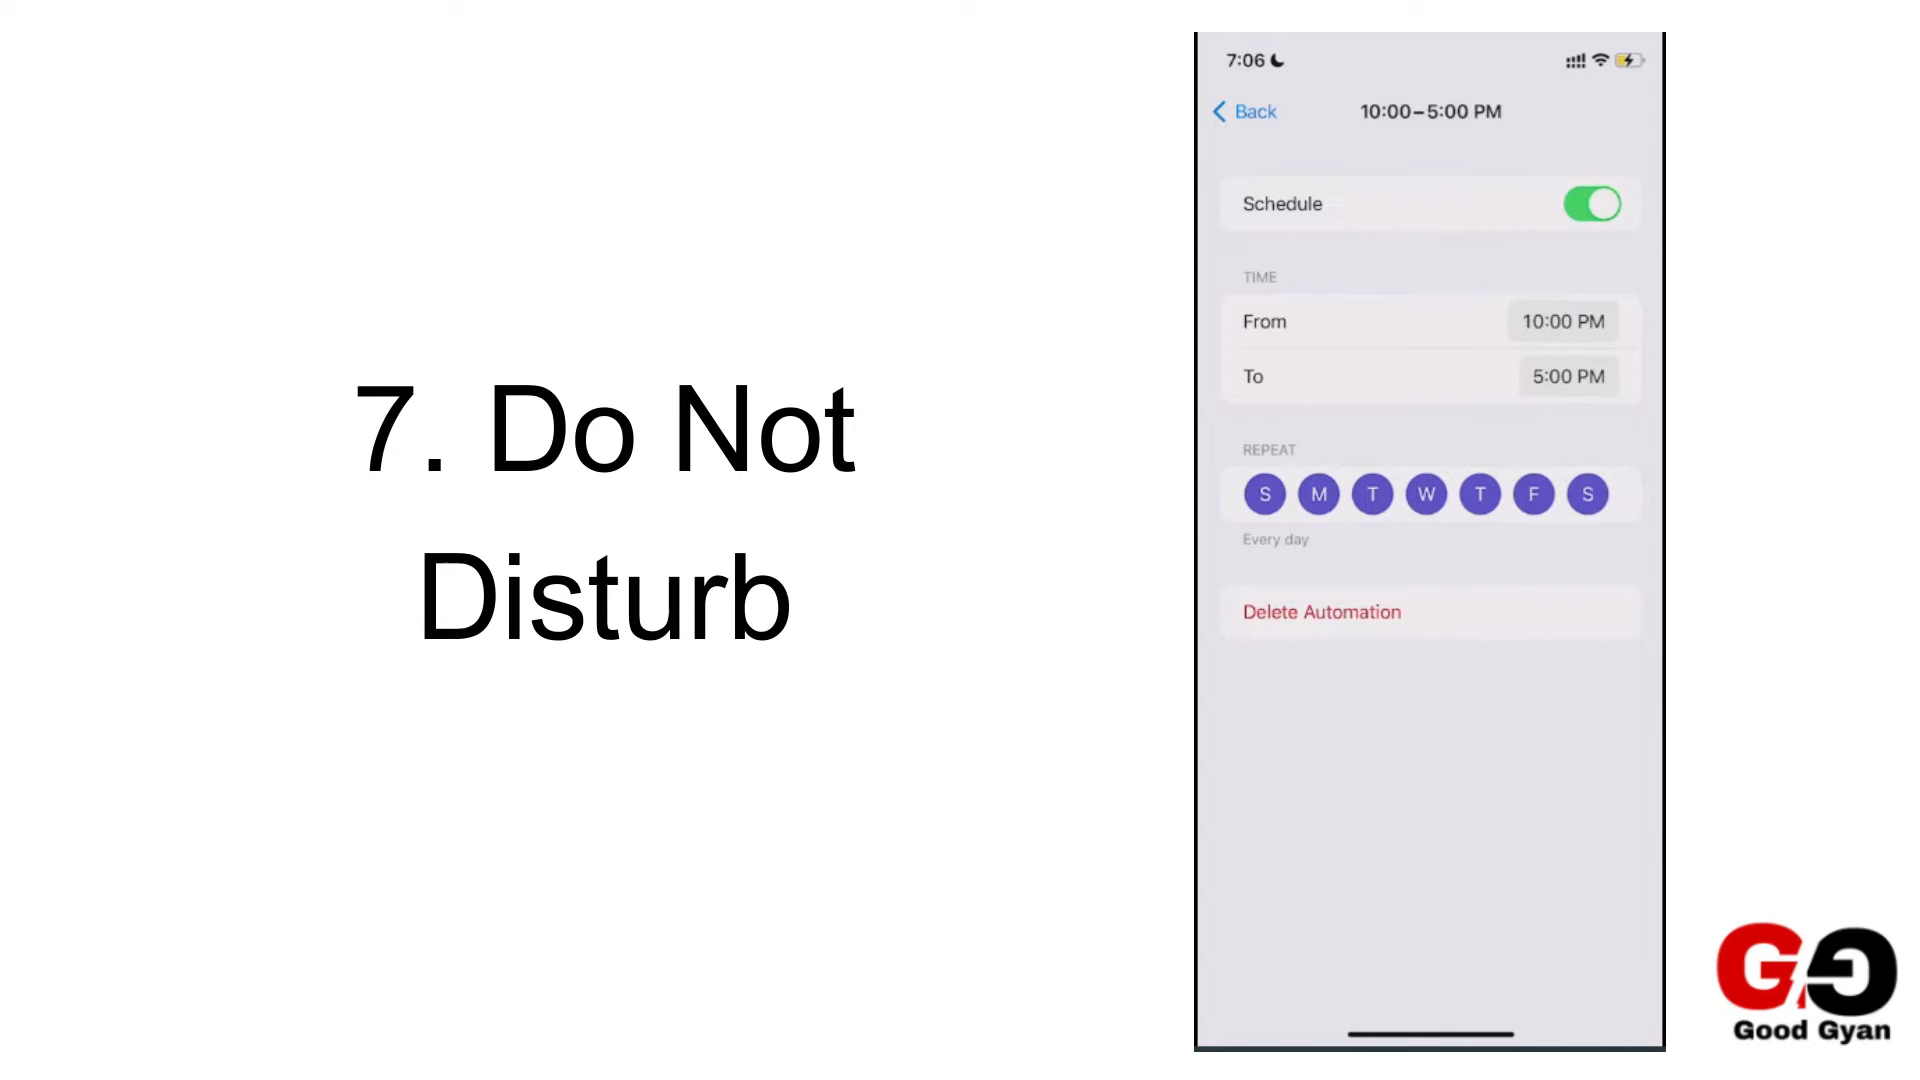 7. Do Not
Disturb
7:06
Back
10:00–5:00 PM
Schedule
TIME
From
10:00 PM
To
5:00 PM
REPEAT
S M T W T F S
Every day
Delete Automation
GG
Good Gyan